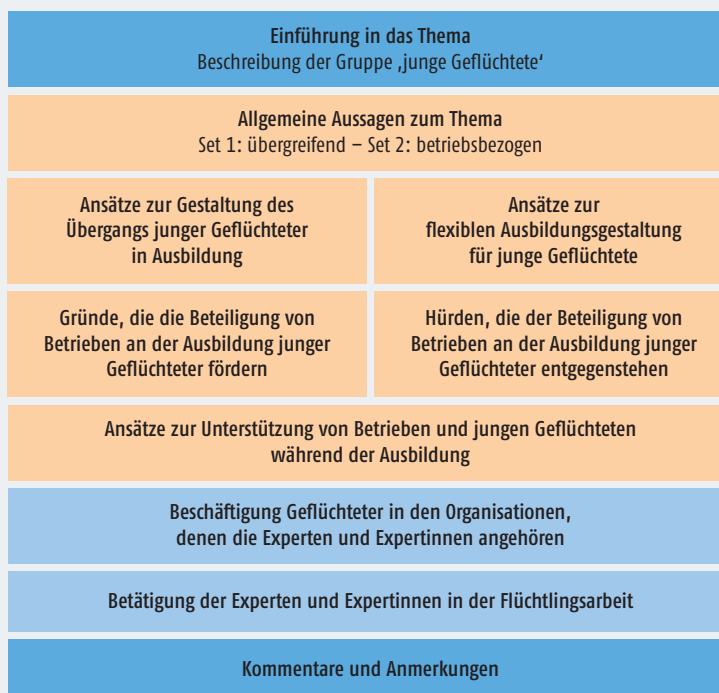 Einführung in das Thema
Beschreibung der Gruppe ‚junge Geflüchtete‘
Allgemeine Aussagen zum Thema
Set 1: übergreifend – Set 2: betriebsbezogen
Ansätze zur Gestaltung des
Übergangs junger Geflüchteter
in Ausbildung
Ansätze zur
flexiblen Ausbildungsgestaltung
für junge Geflüchtete
Gründe, die die Beteiligung von
Betrieben an der Ausbildung junger
Geflüchteter fördern
Hürden, die der Beteiligung von
Betrieben an der Ausbildung junger
Geflüchteter entgegenstehen
Ansätze zur Unterstützung von Betrieben und jungen Geflüchteten
während der Ausbildung
Beschäftigung Geflüchteter in den Organisationen,
denen die Experten und Expertinnen angehören
Betätigung der Experten und Expertinnen in der Flüchtlingsarbeit
Kommentare und Anmerkungen